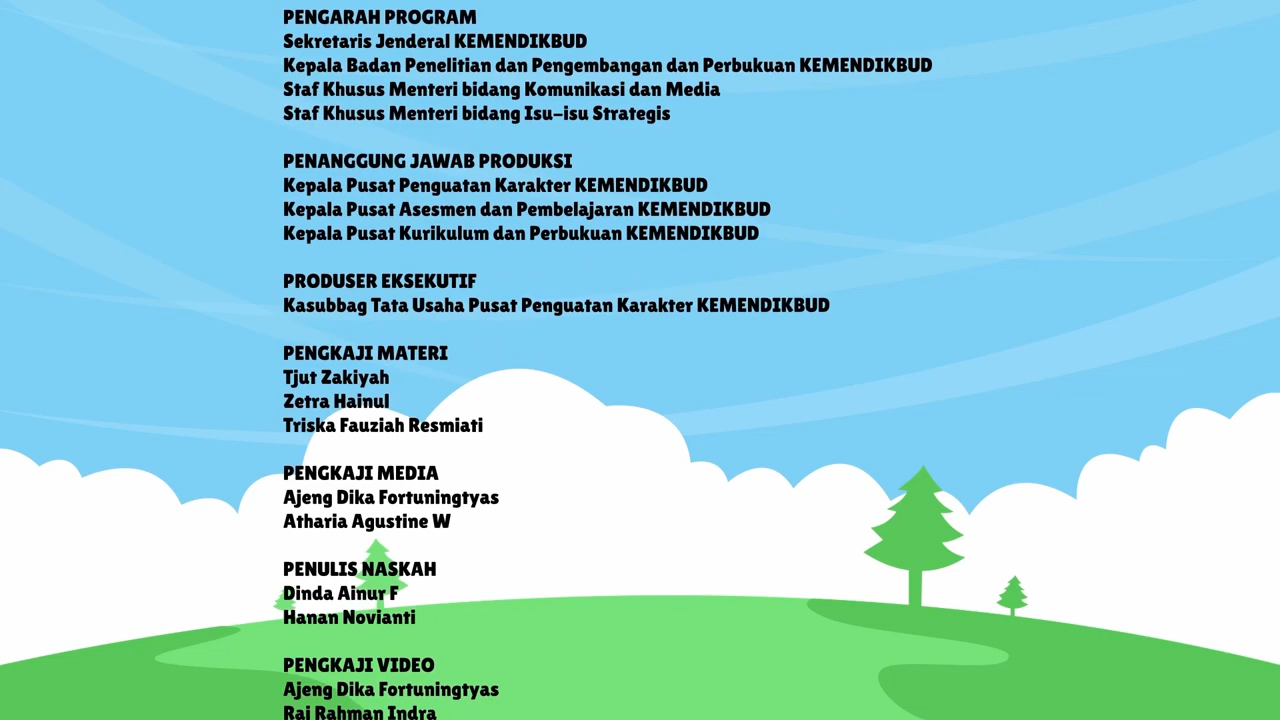 PENGARAH PROGRAM
Sekretaris Jenderal KEMENDIKBUD
Kepala Badan Penelitian dan Pengembangan dan Perbukuan KEMENDIKBUD
Staf Khusus Menteri bidang Komunikasi dan Media
Staf Khusus Menteri bidang Isu-isu Strategis
PENANGGUNG JAWAB PRODUKSI
Kepala Pusat Penguatan Karakter KEMENDIKBUD
Kepala Pusat Asesmen dan Pembelajaran KEMENDIKBUD
Kepala Pusat Kurikulum dan Perbukuan KEMENDIKBUD
PRODUSER EKSEKUTIF
Kasubbag Tata Usaha Pusat Penguatan Karakter KEMENDIKBUD
PENGKAJI MATERI
Tjut Zakiyah
Zetra Hainul
Triska Fauziah Resmiati
PENGKAJI MEDIA
Ajeng Dika Fortuningtyas
Atharia Agustine W
PENULIS NASKAH
Dinda Ainur F
Hanan Novianti
PENGKAJI VIDEO
Ajeng Dika Fortuningtyas
Raj Rahman Indra